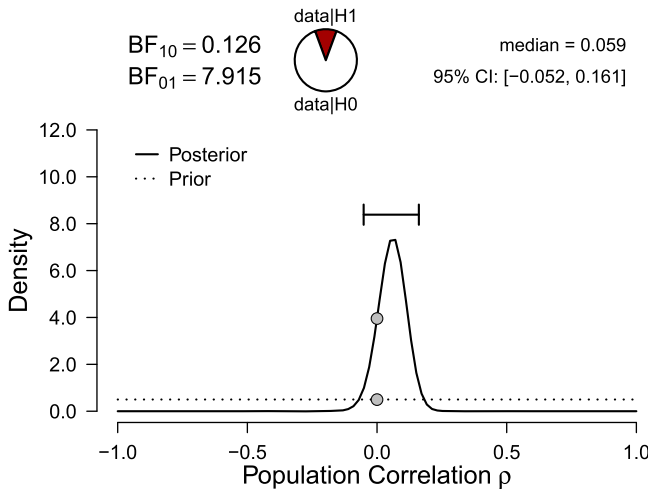 data|H1
BF10 = 0.126
BF01 = 7.915
data|H0
median = 0.059
95% CI: [−0.052, 0.161]
Posterior
Prior
Density
12.0
10.0
8.0
6.0
4.0
2.0
0.0
−1.0
−0.5
0.0
0.5
1.0
Population Correlation ρ